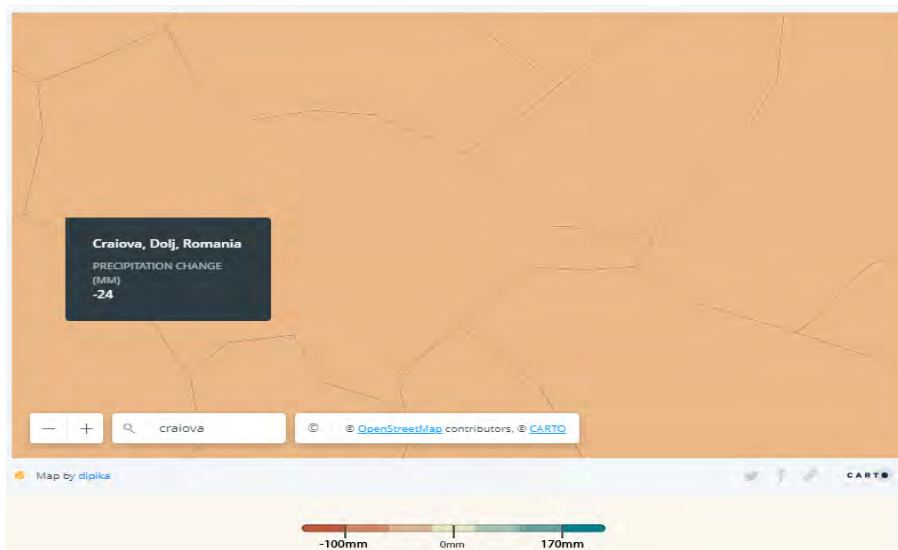 Craiova, Dolj, Romania
PRECIPITATION CHANGE
(MM)
-24
craiova
© © OpenStreetMap contributors, © CARTO
Map by dipika
CARTO
-100mm 0mm 170mm